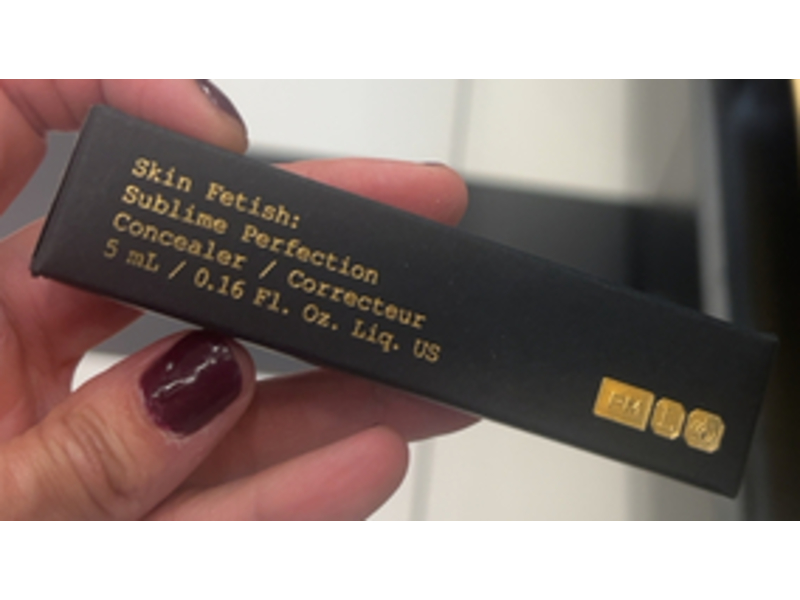 Skin Fetish:
Sublime Perfection
Concealer / Correcteur
5 mL / 0.16 Fl. Oz. Liq. US